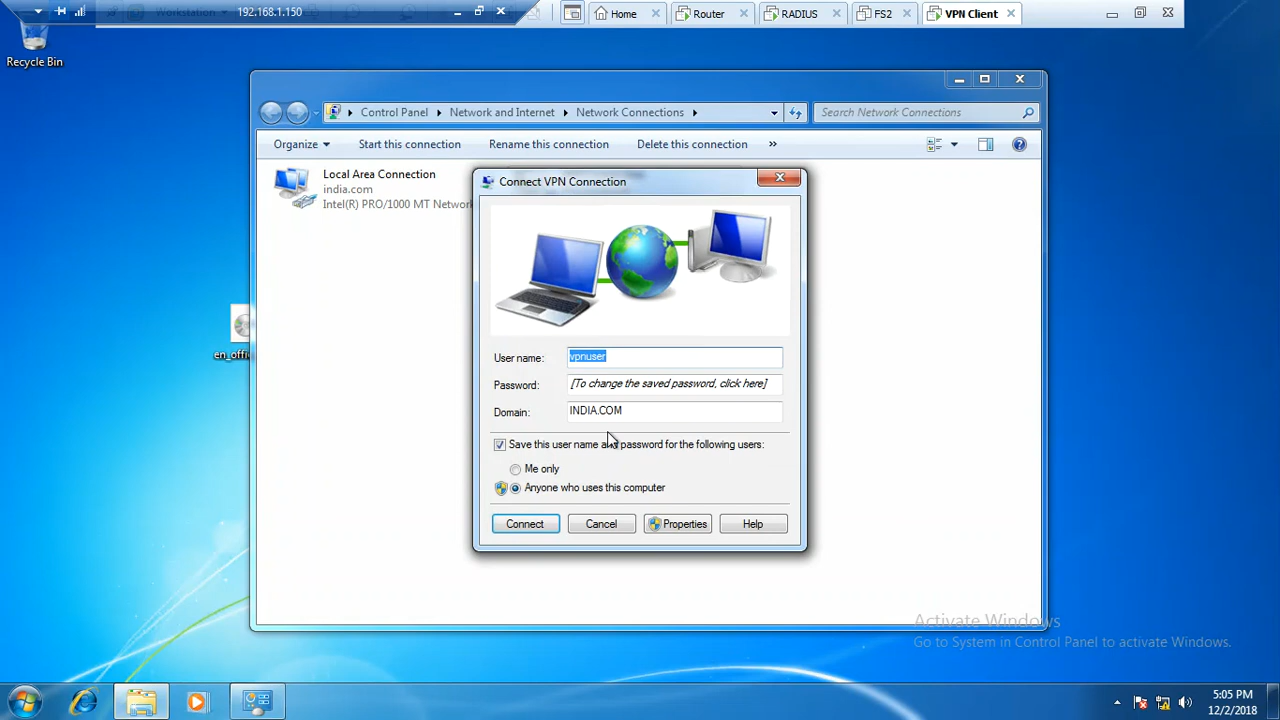 Workstation
192.168.1.150
Home
Router
RADIUS
FS2
VPN Client
Recycle Bin
Control Panel
Network and Internet
Network Connections
Search Network Connections
Organize
Start this connection
Rename this connection
Delete this connection
»
Local Area Connection
india.com
Intel(R) PRO/1000 MT Network
Connect VPN Connection
User name:
vpnuser
Password:
[To change the saved password, click here]
Domain:
INDIA.COM
Save this user name and password for the following users:
Me only
Anyone who uses this computer
Connect
Cancel
Properties
Help
en_offic
Activate Windows
Go to System in Control Panel to activate Windows.
5:05 PM
12/2/2018